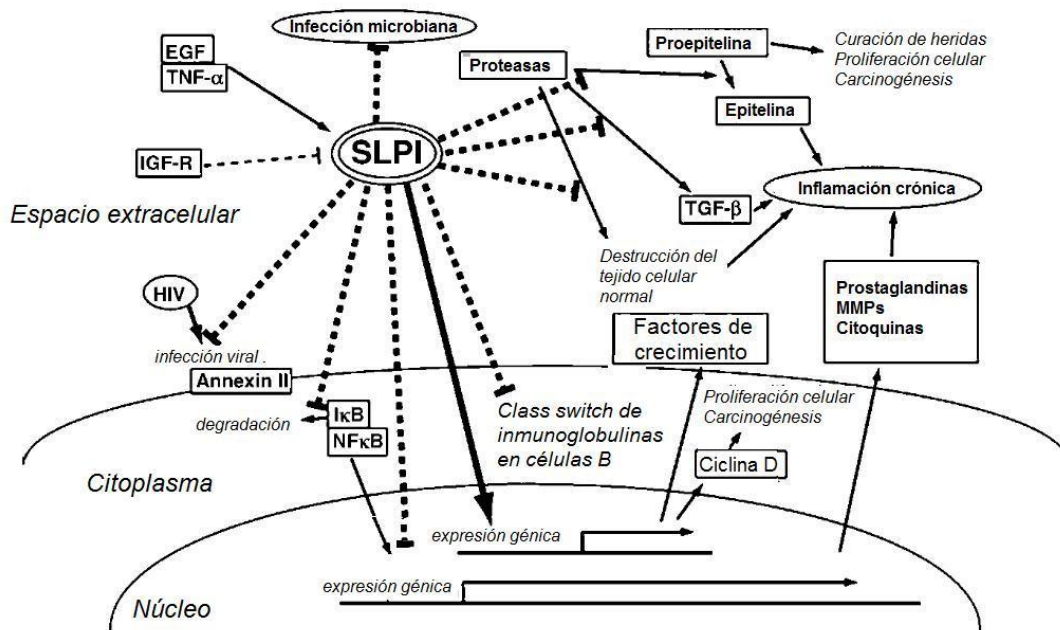 Infección microbiana
EGF
TNF-α
Proteasas
Proepitelina
Curación de heridas
Proliferación celular
Carcinogénesis
Epitelina
SLPI
IGF-R
Espacio extracelular
Inflamación crónica
TGF-β
Destrucción del
tejido celular
normal
HIV
infección viral .
Annexin II
Prostaglandinas
MMPs
Citoquinas
Factores de
crecimiento
degradación
IκB
NFκB
Class switch de
inmunoglobulinas
en células B
Proliferación celular
Carcinogénesis
Ciclina D
Citoplasma
expresión génica
expresión génica
Núcleo